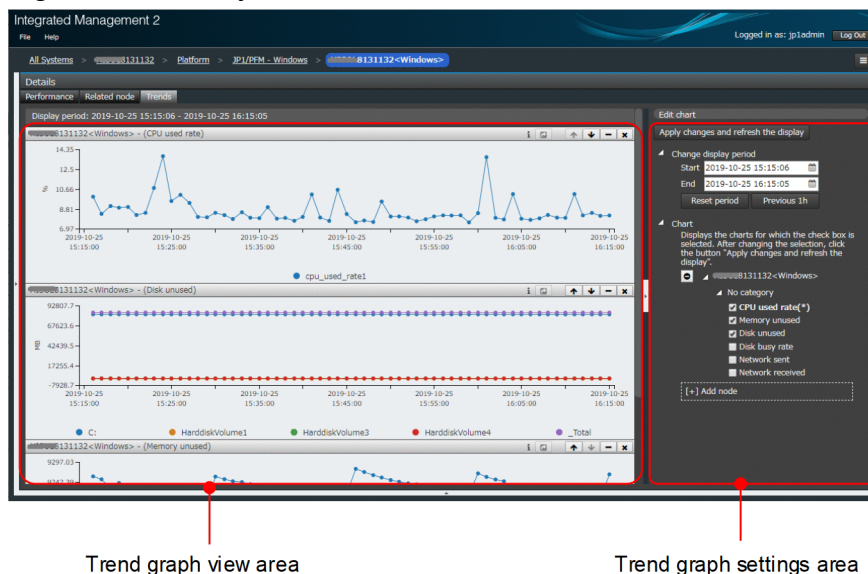 Integrated Management 2
File Help
Logged in as: jp1admin Log Out
All Systems > 8131132 > Platform > JP1/PFM - Windows > 8131132<Windows>
Details
Performance Related node Trends
Display period: 2019-10-25 15:15:06 - 2019-10-25 16:15:05
8131132<Windows> - (CPU used rate)
14.35
12.5
10.66
8.81
6.97
%
2019-10-25 2019-10-25 2019-10-25 2019-10-25 2019-10-25 2019-10-25 2019-10-25
15:15:00 15:25:00 15:35:00 15:45:00 15:55:00 16:05:00 16:15:00
cpu_used_rate1
8131132<Windows> - (Disk unused)
92807.7
67623.6
42439.5
17255.4
-7928.7
MB
2019-10-25 2019-10-25 2019-10-25 2019-10-25 2019-10-25 2019-10-25 2019-10-25
15:15:00 15:25:00 15:35:00 15:45:00 15:55:00 16:05:00 16:15:00
C: HarddiskVolume1 HarddiskVolume3 HarddiskVolume4 _Total
131132<Windows> - (Memory unused)
9297.03
Edit chart
Apply changes and refresh the display
Change display period
Start 2019-10-25 15:15:06
End 2019-10-25 16:15:05
Reset period Previous 1h
Chart
Displays the charts for which the check box is
selected. After changing the selection, click
the button "Apply changes and refresh the
display".
8131132<Windows>
No category
CPU used rate(*)
Memory unused
Disk unused
Disk busy rate
Network sent
Network received
[+] Add node
Trend graph view area
Trend graph settings area